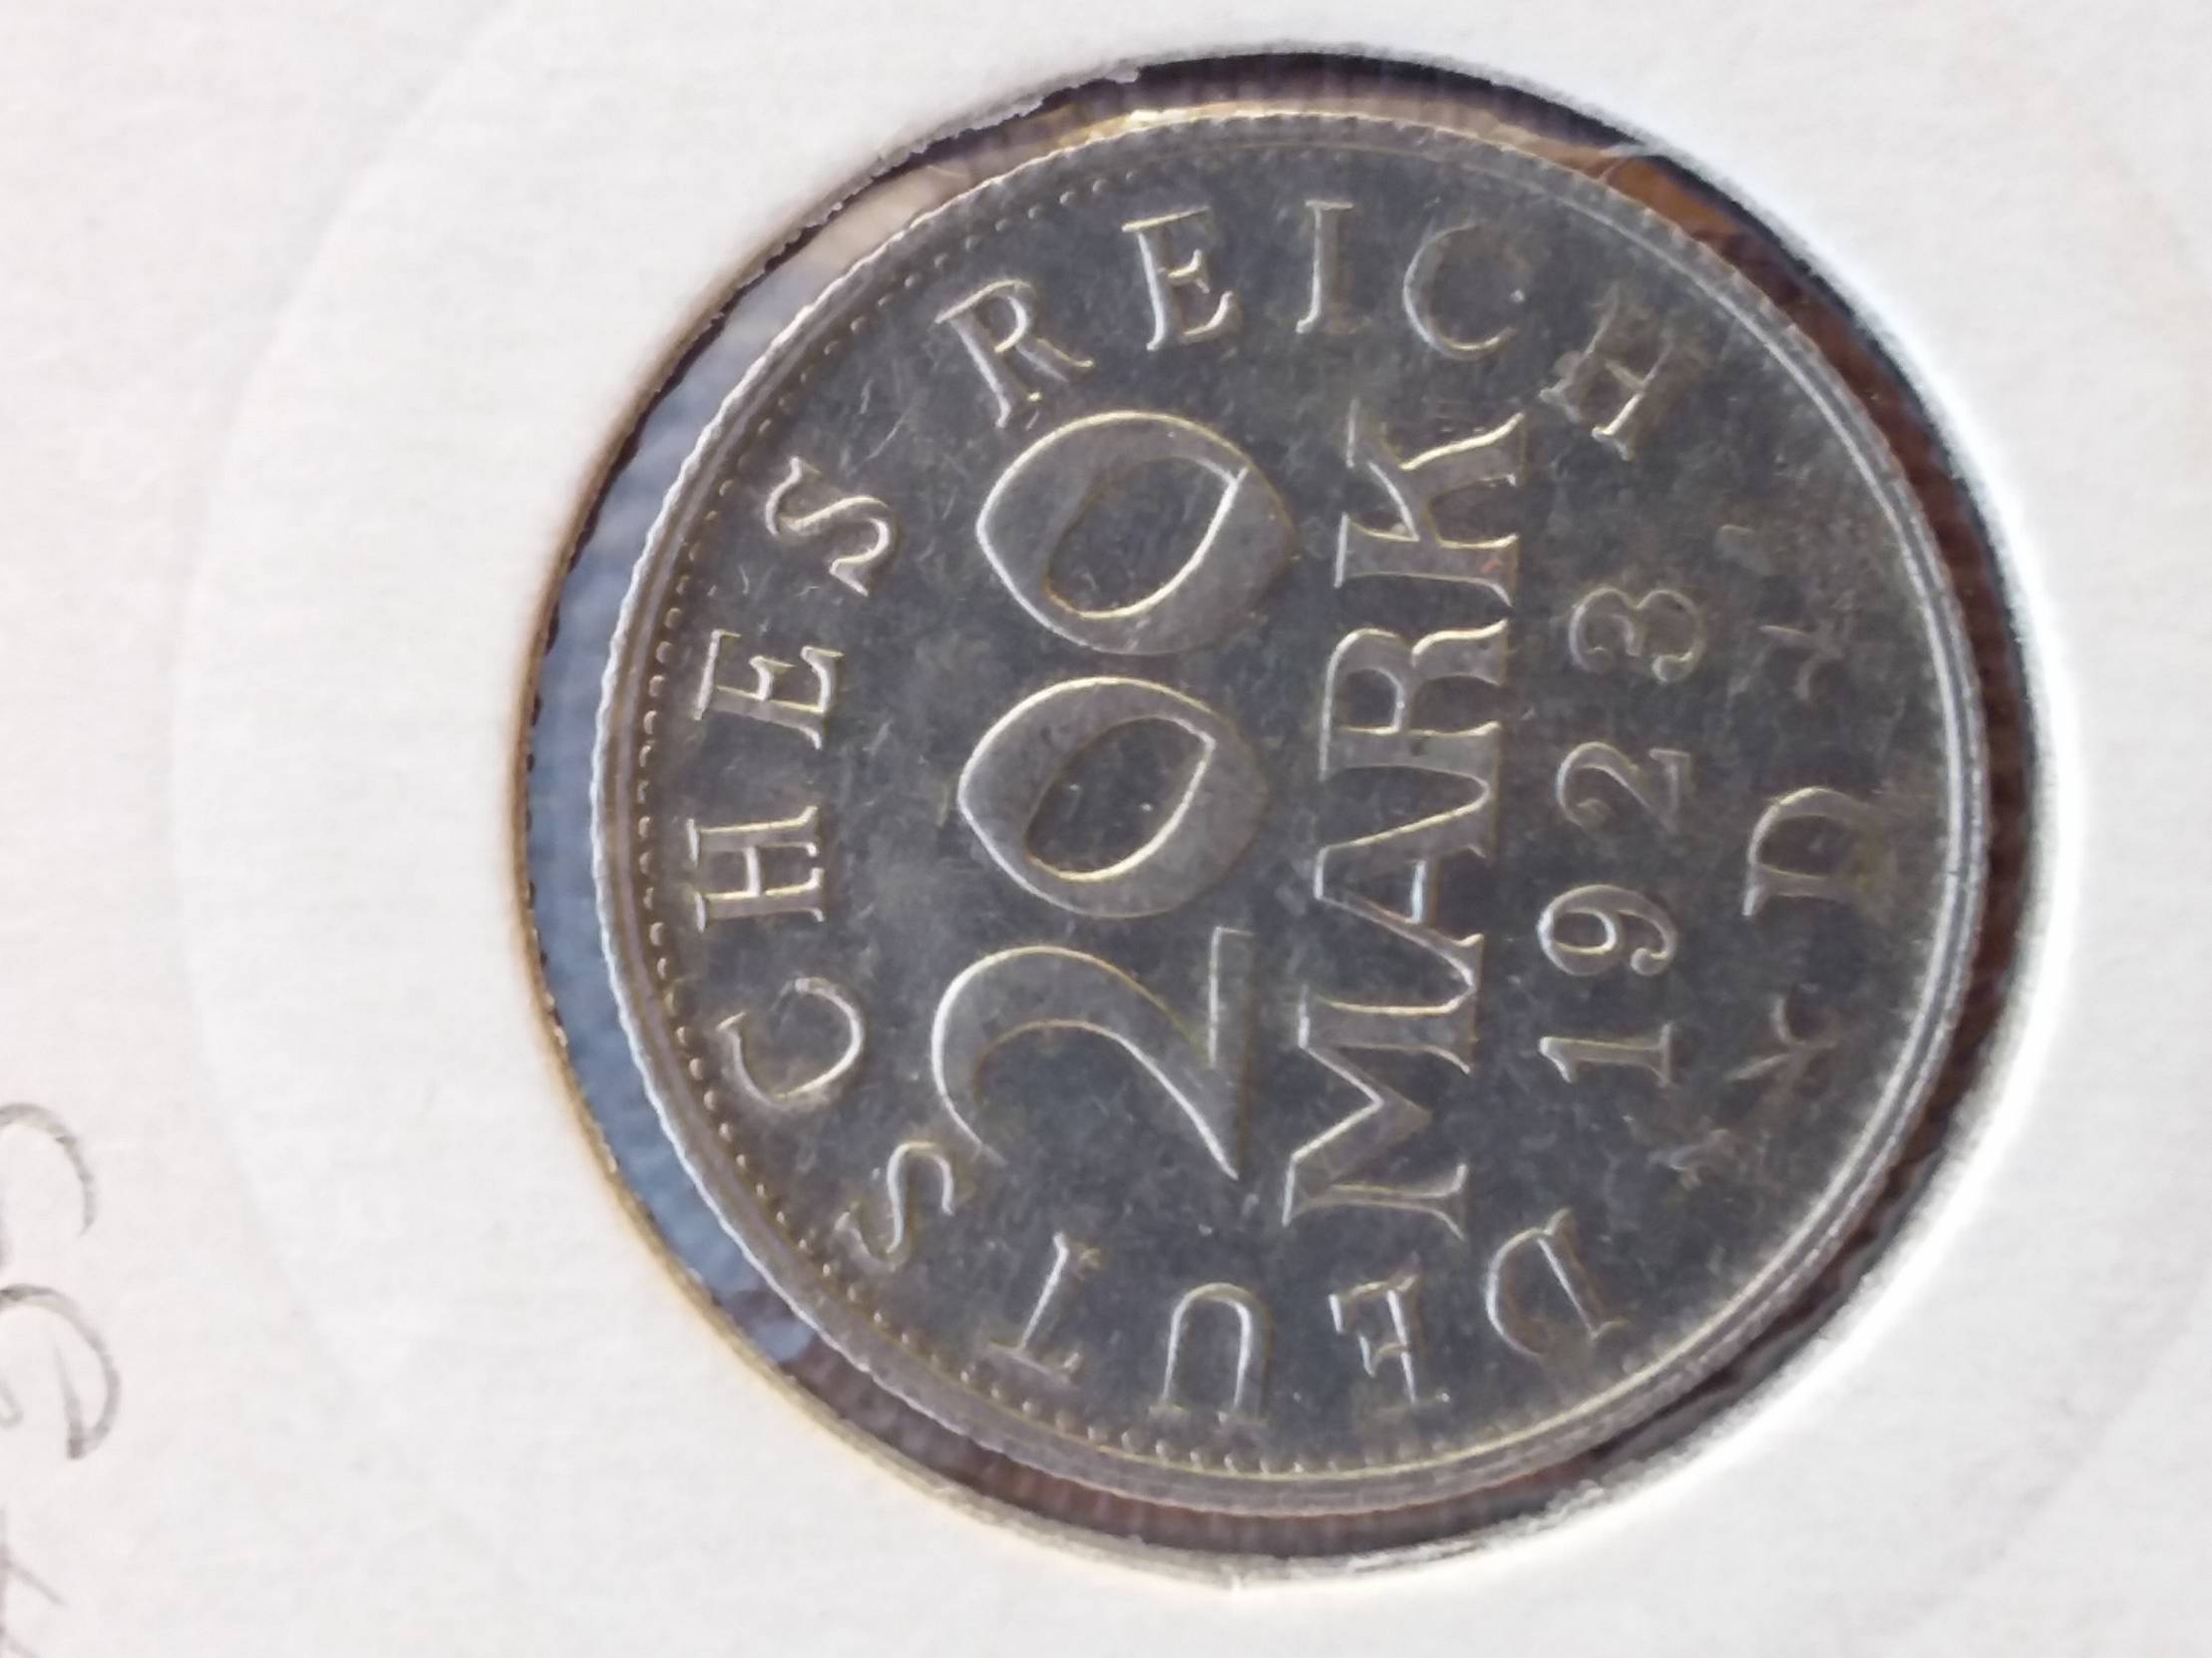 DEUTSCHES REICH
200
MARK
1923
D